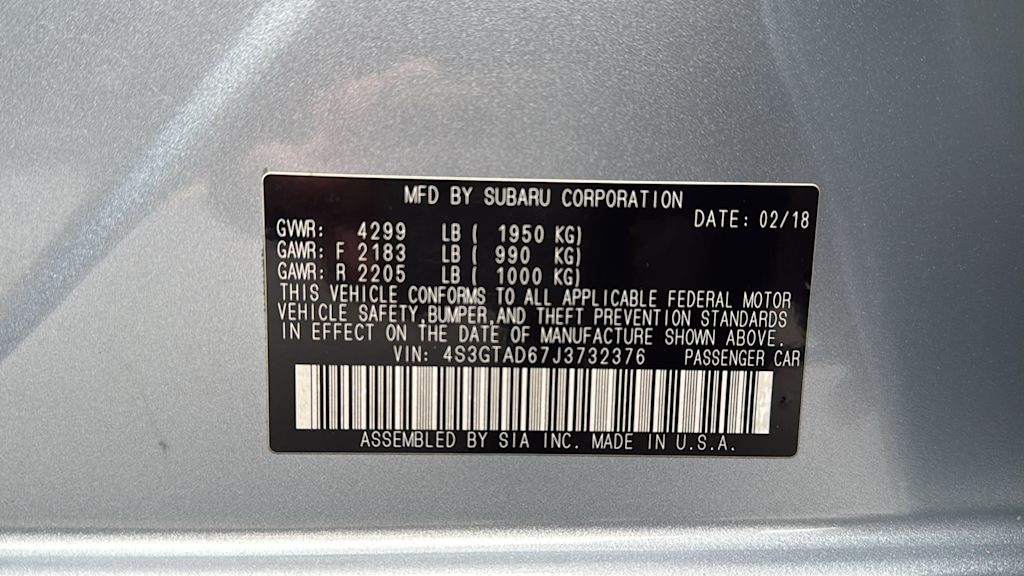 MFD BY SUBARU CORPORATION
DATE: 02/18
GVWR: 4299 LB ( 1950 KG)
GAWR: F 2183 LB ( 990 KG)
GAWR: R 2205 LB ( 1000 KG)
THIS VEHICLE CONFORMS TO ALL APPLICABLE FEDERAL MOTOR
VEHICLE SAFETY,BUMPER,AND THEFT PREVENTION STANDARDS
IN EFFECT ON THE DATE OF MANUFACTURE SHOWN ABOVE.
VIN: 4S3GTAD67J3732376 PASSENGER CAR
ASSEMBLED BY SIA INC. MADE IN U.S.A.